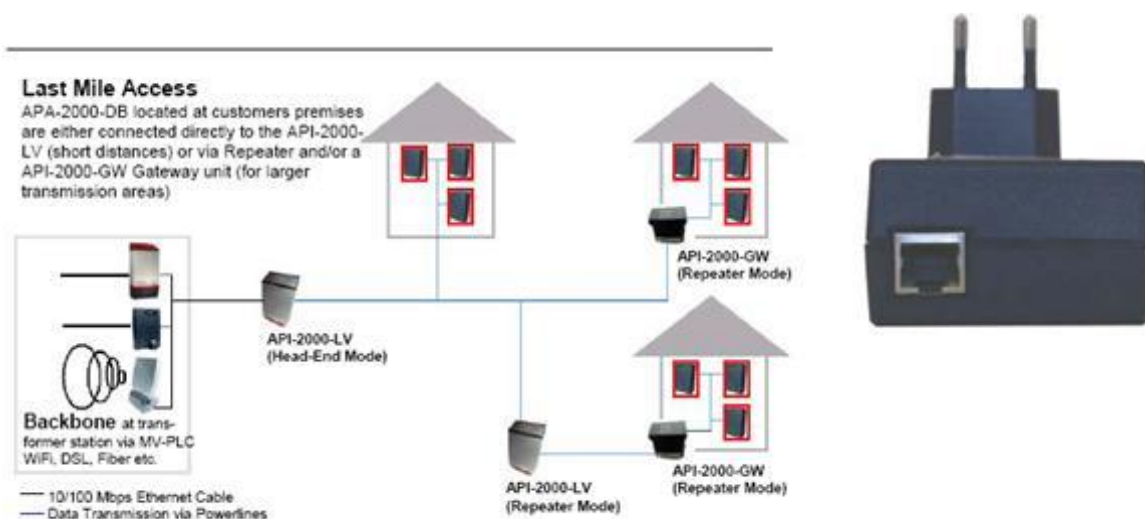 Last Mile Access
APA-2000-DB located at customers premises
are either connected directly to the API-2000-
LV (short distances) or via Repeater and/or a
API-2000-GW Gateway unit (for larger
transmission areas)
API-2000-GW
(Repeater Mode)
API-2000-LV
(Head-End Mode)
Backbone at trans-
former station via MV-PLC
WiFi, DSL, Fiber etc.
API-2000-GW
(Repeater Mode)
API-2000-LV
(Repeater Mode)
10/100 Mbps Ethernet Cable
Data Transmission via Powerlines